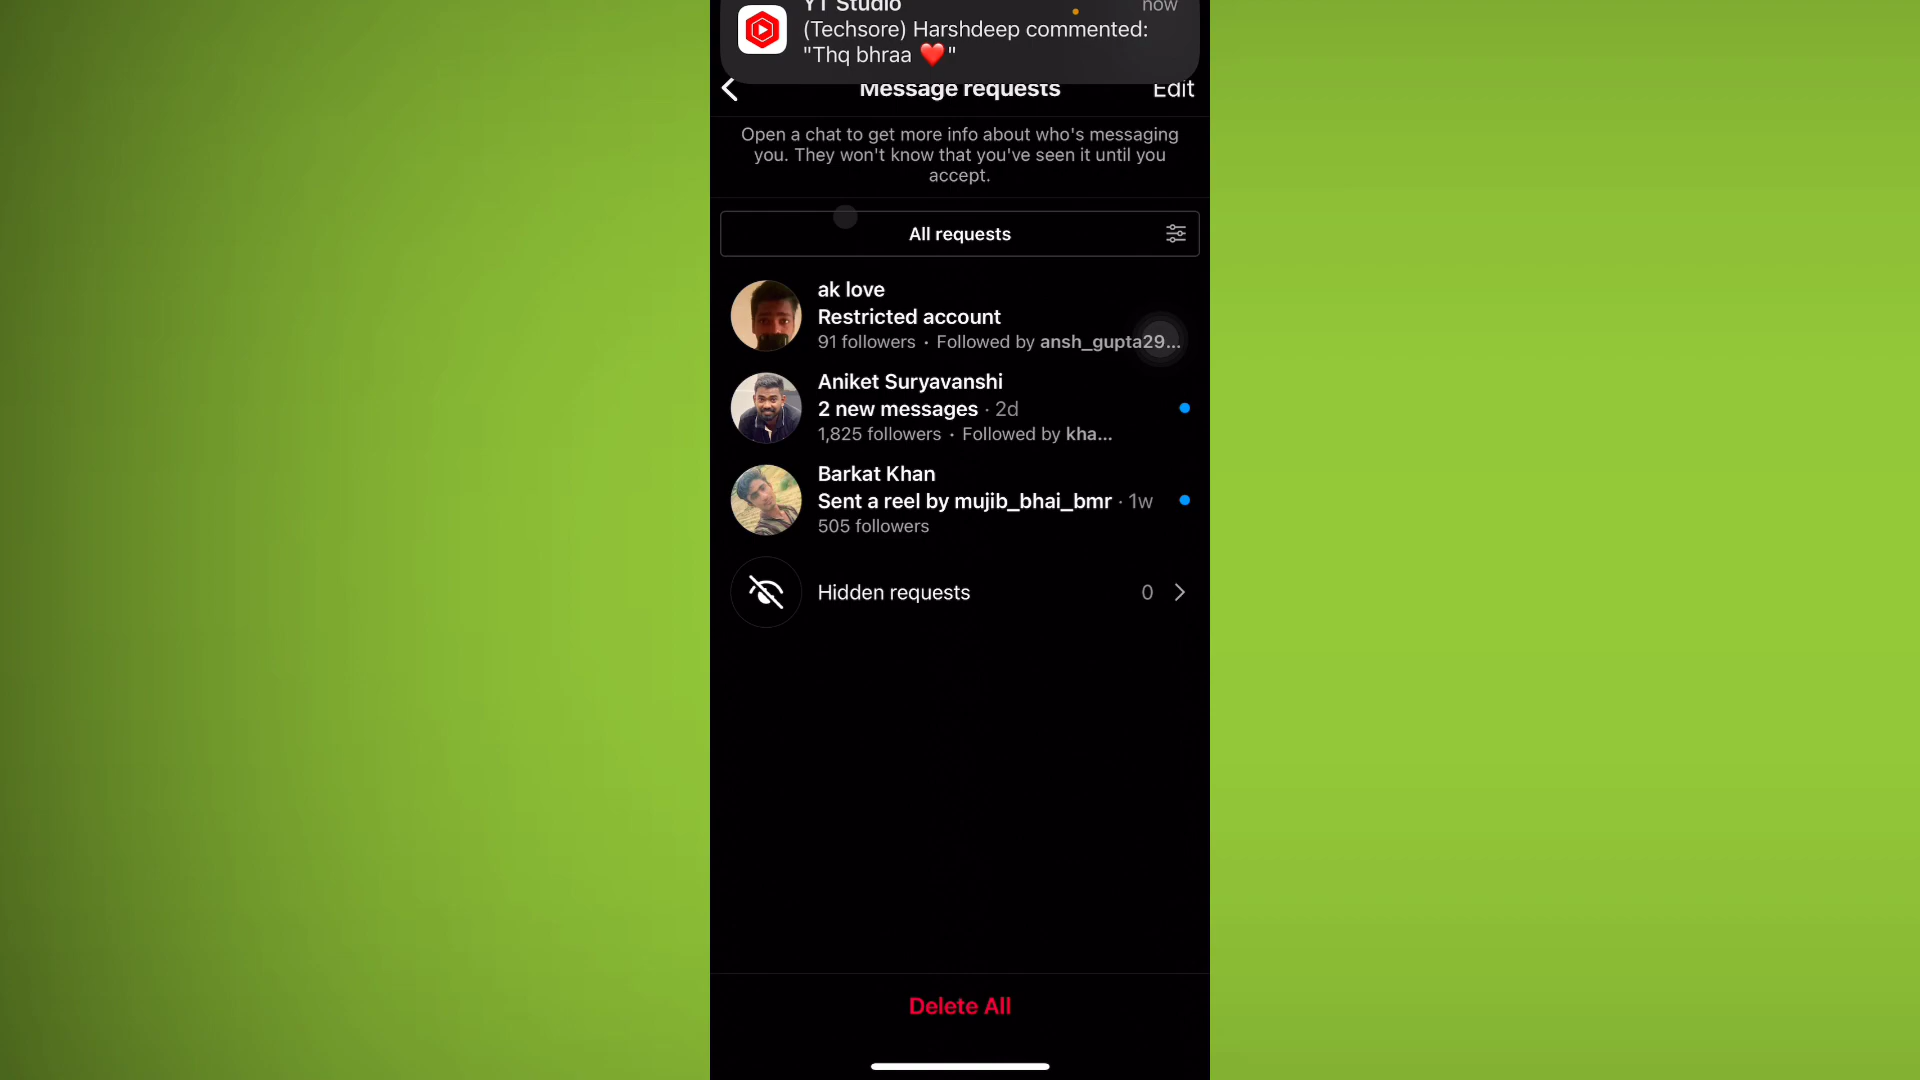 YT Studio
now
(Techsore) Harshdeep commented:
"Thq bhraa ❤️"
Message requests
Edit
Open a chat to get more info about who's messaging
you. They won't know that you've seen it until you
accept.
All requests
ak love
Restricted account
91 followers · Followed by ansh_gupta29...
Aniket Suryavanshi
2 new messages · 2d
1,825 followers · Followed by kha...
Barkat Khan
Sent a reel by mujib_bhai_bmr · 1w
505 followers
Hidden requests
0
Delete All